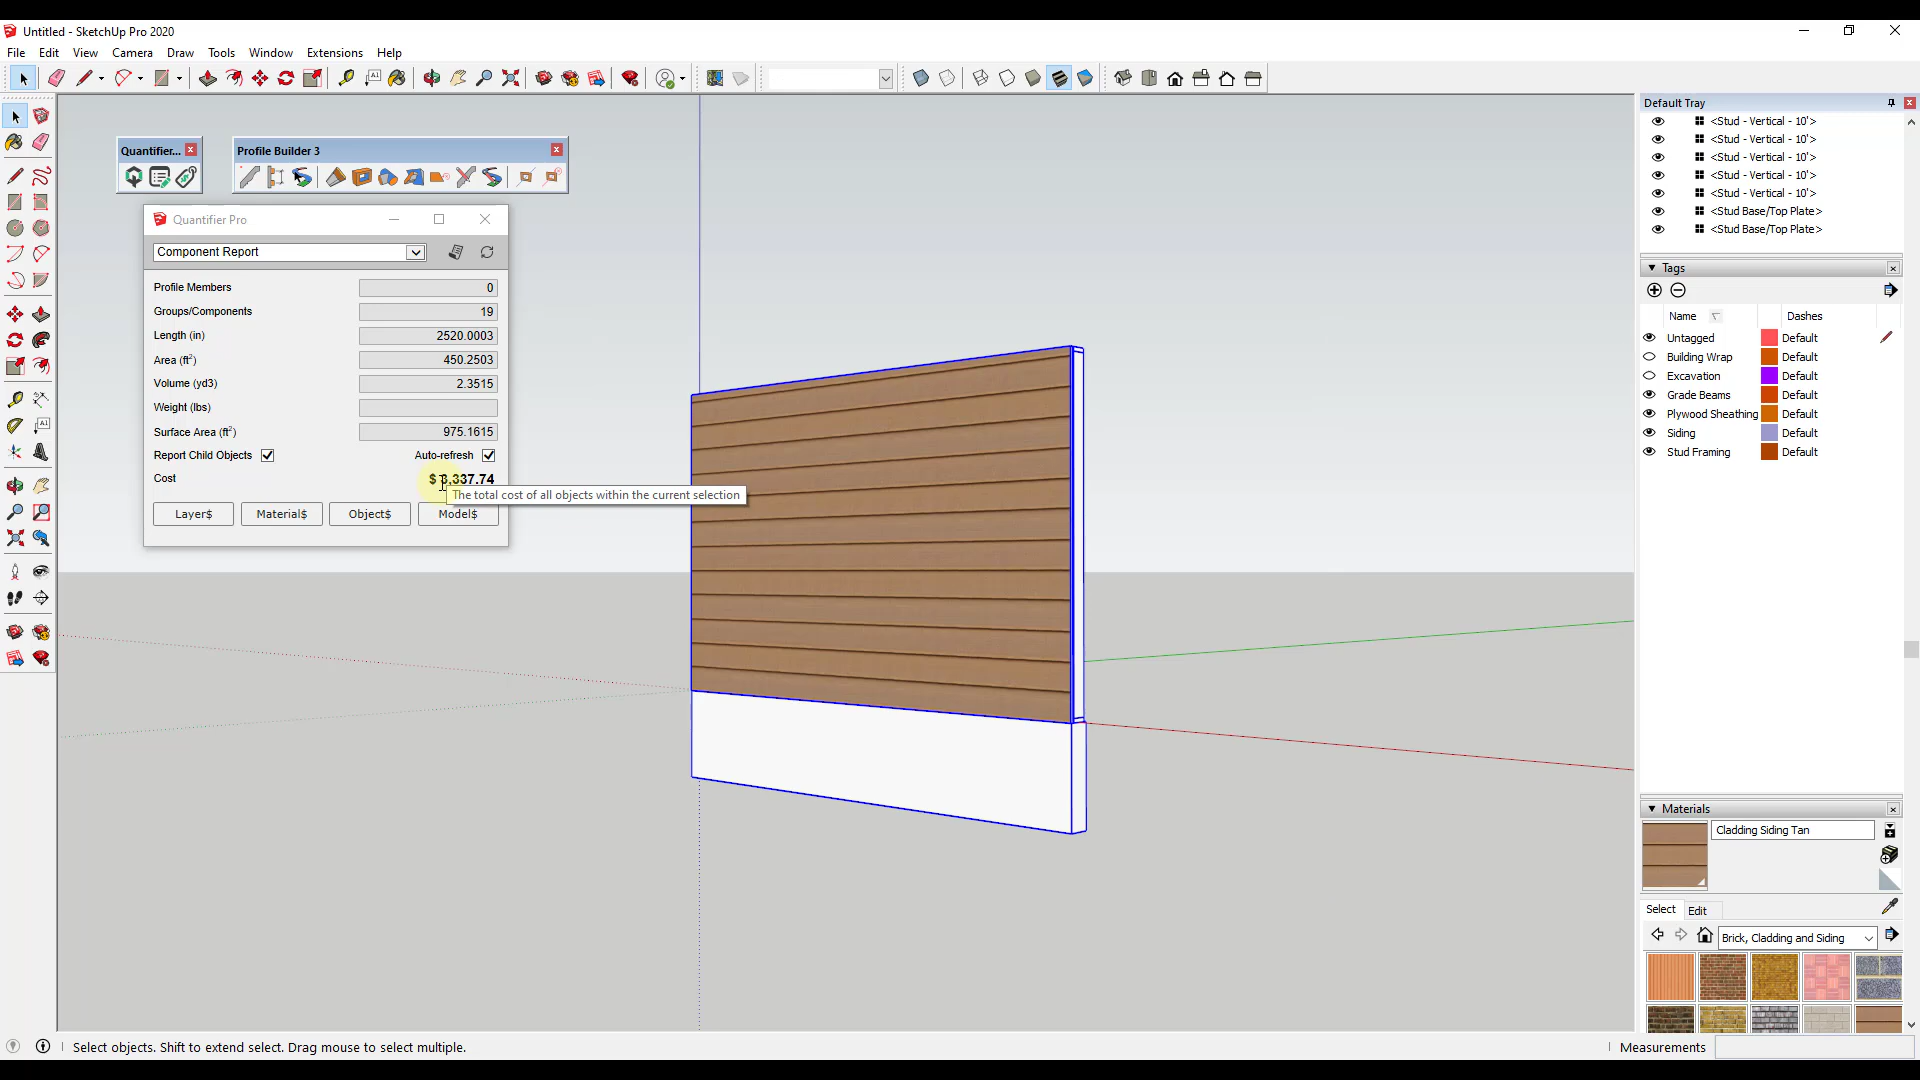 Untitled - SketchUp Pro 2020
File Edit View Camera Draw Tools Window Extensions Help
Default Tray
<Stud - Vertical - 10'>
<Stud - Vertical - 10'>
<Stud - Vertical - 10'>
<Stud - Vertical - 10'>
<Stud - Vertical - 10'>
<Stud Base/Top Plate>
<Stud Base/Top Plate>
Quantifier...
Profile Builder 3
Quantifier Pro
Component Report
Profile Members 0
Groups/Components 19
Length (in) 2520.0003
Area (ft²) 450.2503
Volume (yd3) 2.3515
Weight (lbs)
Surface Area (ft²) 975.1615
Report Child Objects Auto-refresh
Cost $ 3,337.74
The total cost of all objects within the current selection
Layer$ Material$ Object$ Model$
Tags
Name Dashes
Untagged Default
Building Wrap Default
Excavation Default
Grade Beams Default
Plywood Sheathing Default
Siding Default
Stud Framing Default
Materials
Cladding Siding Tan
Select Edit
Brick, Cladding and Siding
Select objects. Shift to extend select. Drag mouse to select multiple.
Measurements